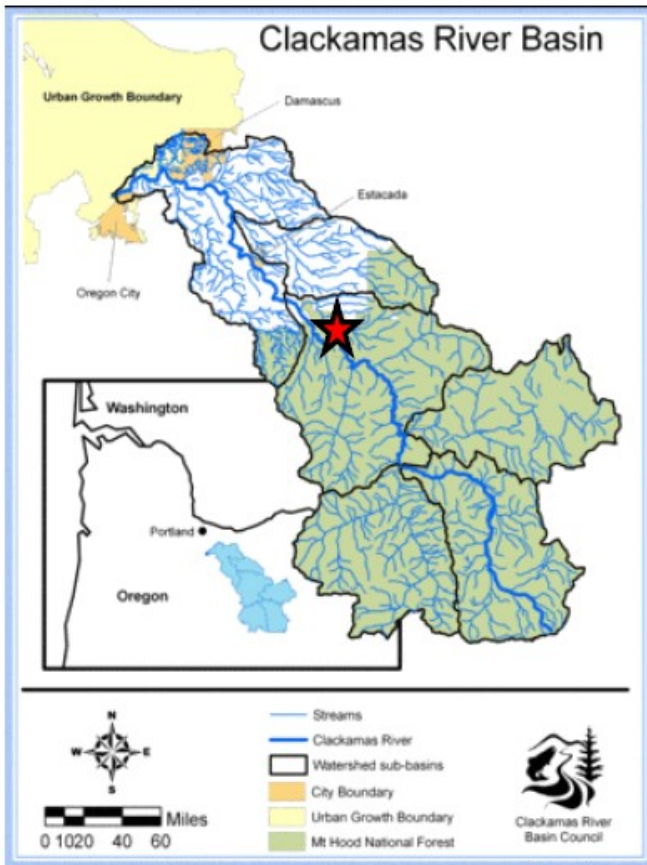 Clackamas River Basin
Urban Growth Boundary
Damascus
Estacada
Oregon City
Washington
Portland
Oregon
N
W
E
S
Miles
0 1020 40 60
Streams
Clackamas River
Watershed sub-basins
City Boundary
Urban Growth Boundary
Mt Hood National Forest
Clackamas River
Basin Council